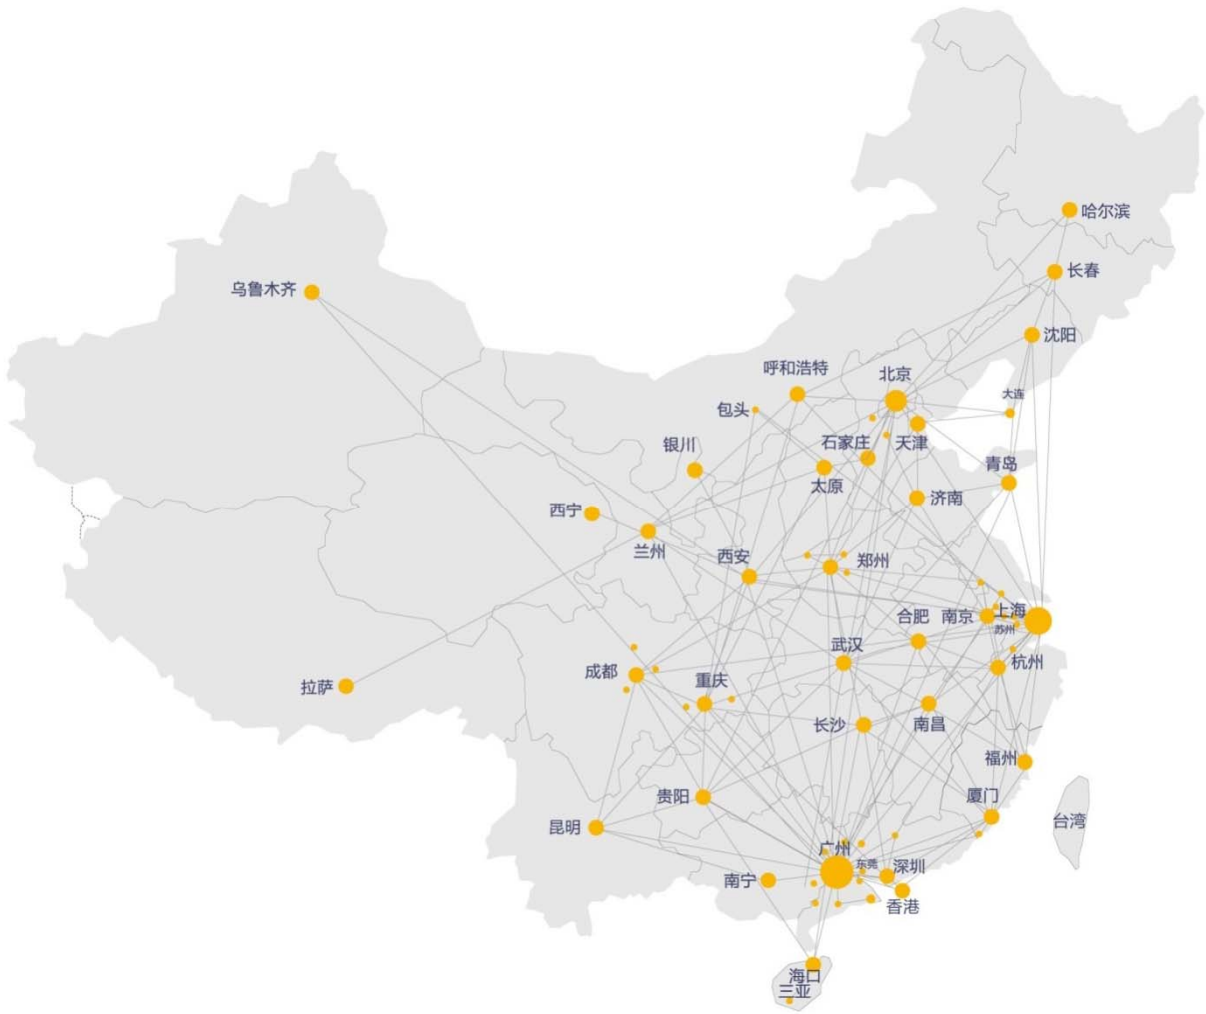 哈尔滨
长春
乌鲁木齐
沈阳
呼和浩特
北京
大连
包头
石家庄
天津
银川
青岛
太原
济南
西宁
兰州
西安
郑州
合肥
南京
上海
苏州
武汉
杭州
成都
重庆
拉萨
长沙
南昌
福州
贵阳
厦门
昆明
台湾
广州
东莞
深圳
南宁
香港
海口
三亚